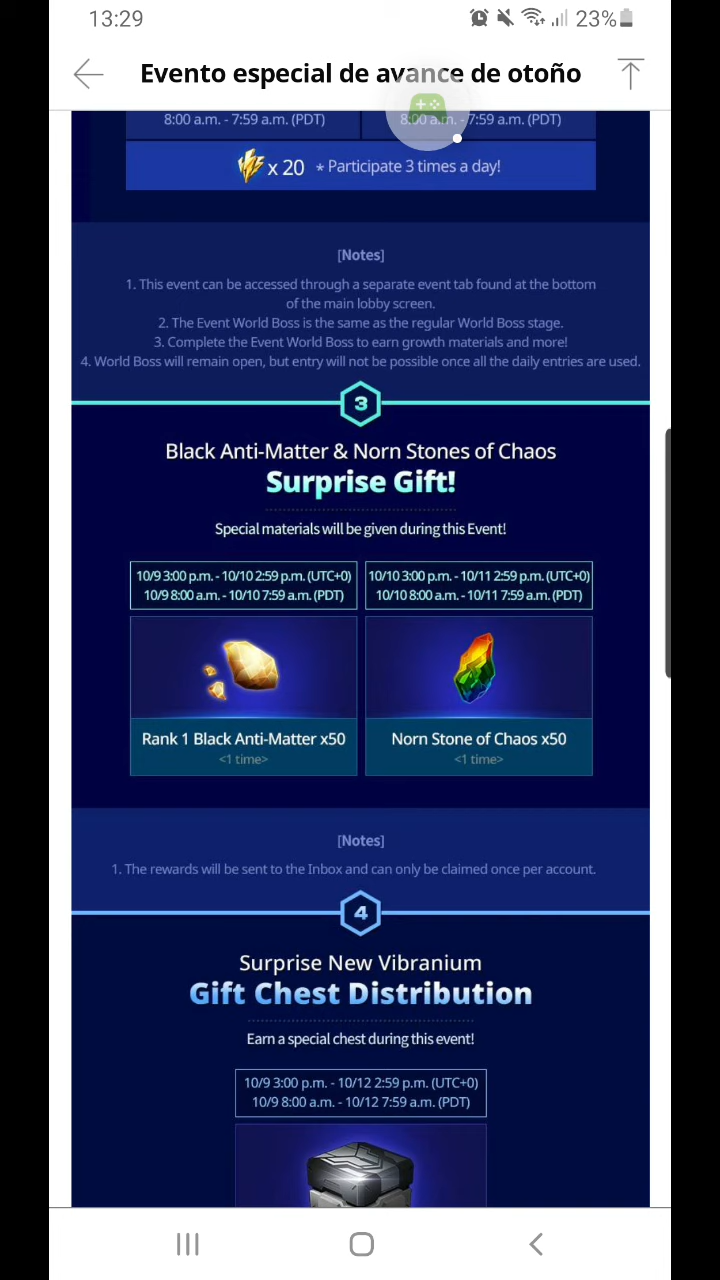 13:29
23%
Evento especial de avance de otoño
8:00 a.m. - 7:59 a.m. (PDT)
8:00 a.m. - 7:59 a.m. (PDT)
x 20 * Participate 3 times a day!
[Notes]
1. This event can be accessed through a separate event tab found at the bottom
of the main lobby screen.
2. The Event World Boss is the same as the regular World Boss stage.
3. Complete the Event World Boss to earn growth materials and more!
4. World Boss will remain open, but entry will not be possible once all the daily entries are used.
3
Black Anti-Matter & Norn Stones of Chaos
Surprise Gift!
Special materials will be given during this Event!
10/9 3:00 p.m. - 10/10 2:59 p.m. (UTC+0)
10/9 8:00 a.m. - 10/10 7:59 a.m. (PDT)
10/10 3:00 p.m. - 10/11 2:59 p.m. (UTC+0)
10/10 8:00 a.m. - 10/11 7:59 a.m. (PDT)
Rank 1 Black Anti-Matter x50
<1 time>
Norn Stone of Chaos x50
<1 time>
[Notes]
1. The rewards will be sent to the Inbox and can only be claimed once per account.
4
Surprise New Vibranium
Gift Chest Distribution
Earn a special chest during this event!
10/9 3:00 p.m. - 10/12 2:59 p.m. (UTC+0)
10/9 8:00 a.m. - 10/12 7:59 a.m. (PDT)